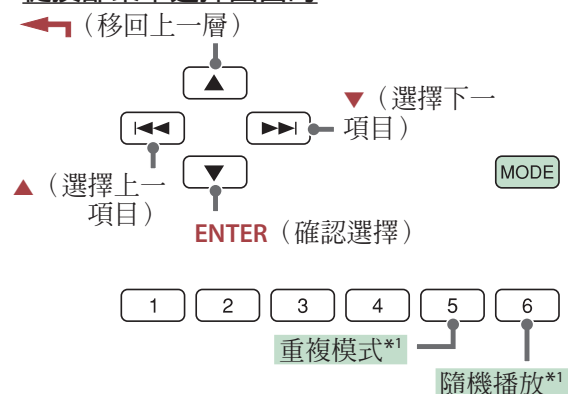 （移回上一層）
▼（選擇下一
項目）
▲（選擇上一
項目）
MODE
ENTER（確認選擇）
1 2 3 4 5 6
重複模式*1
隨機播放*1